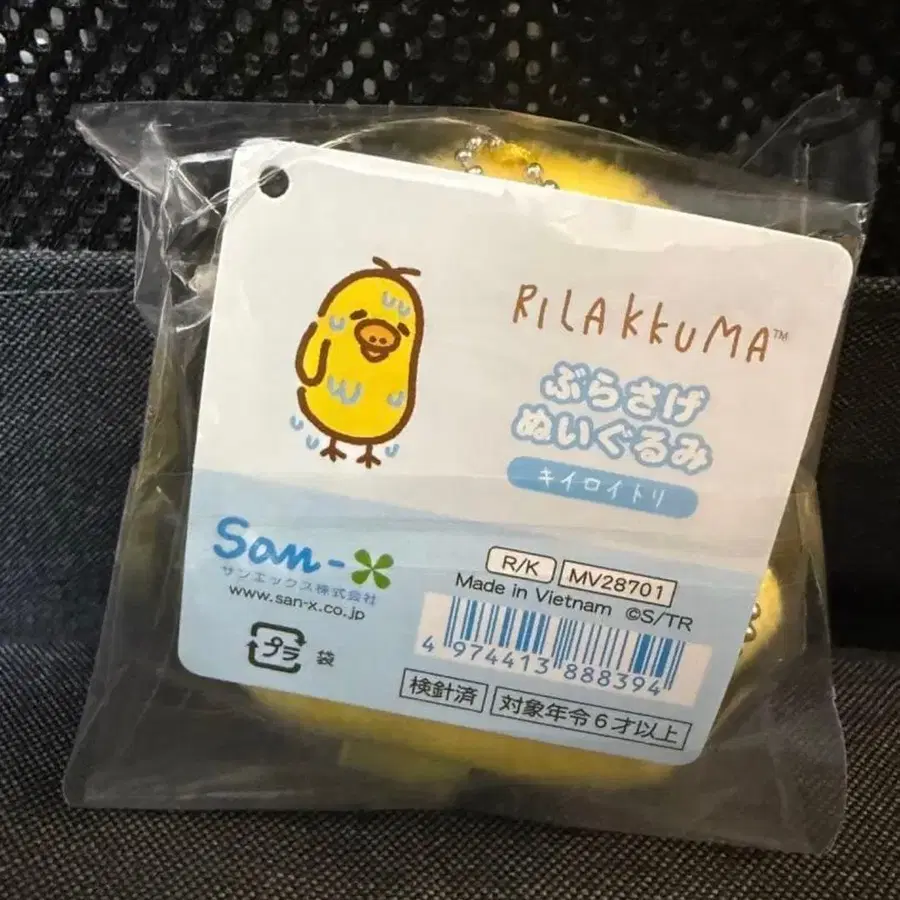 RILAKKUMA™
ぶらさげ
ぬいぐるみ
キイロイトリ
San-x
サンエックス株式会社
www.san-x.co.jp
プラ 袋
R/K MV28701
Made in Vietnam ©S/TR
4 974413 888394
検針済 対象年令6才以上